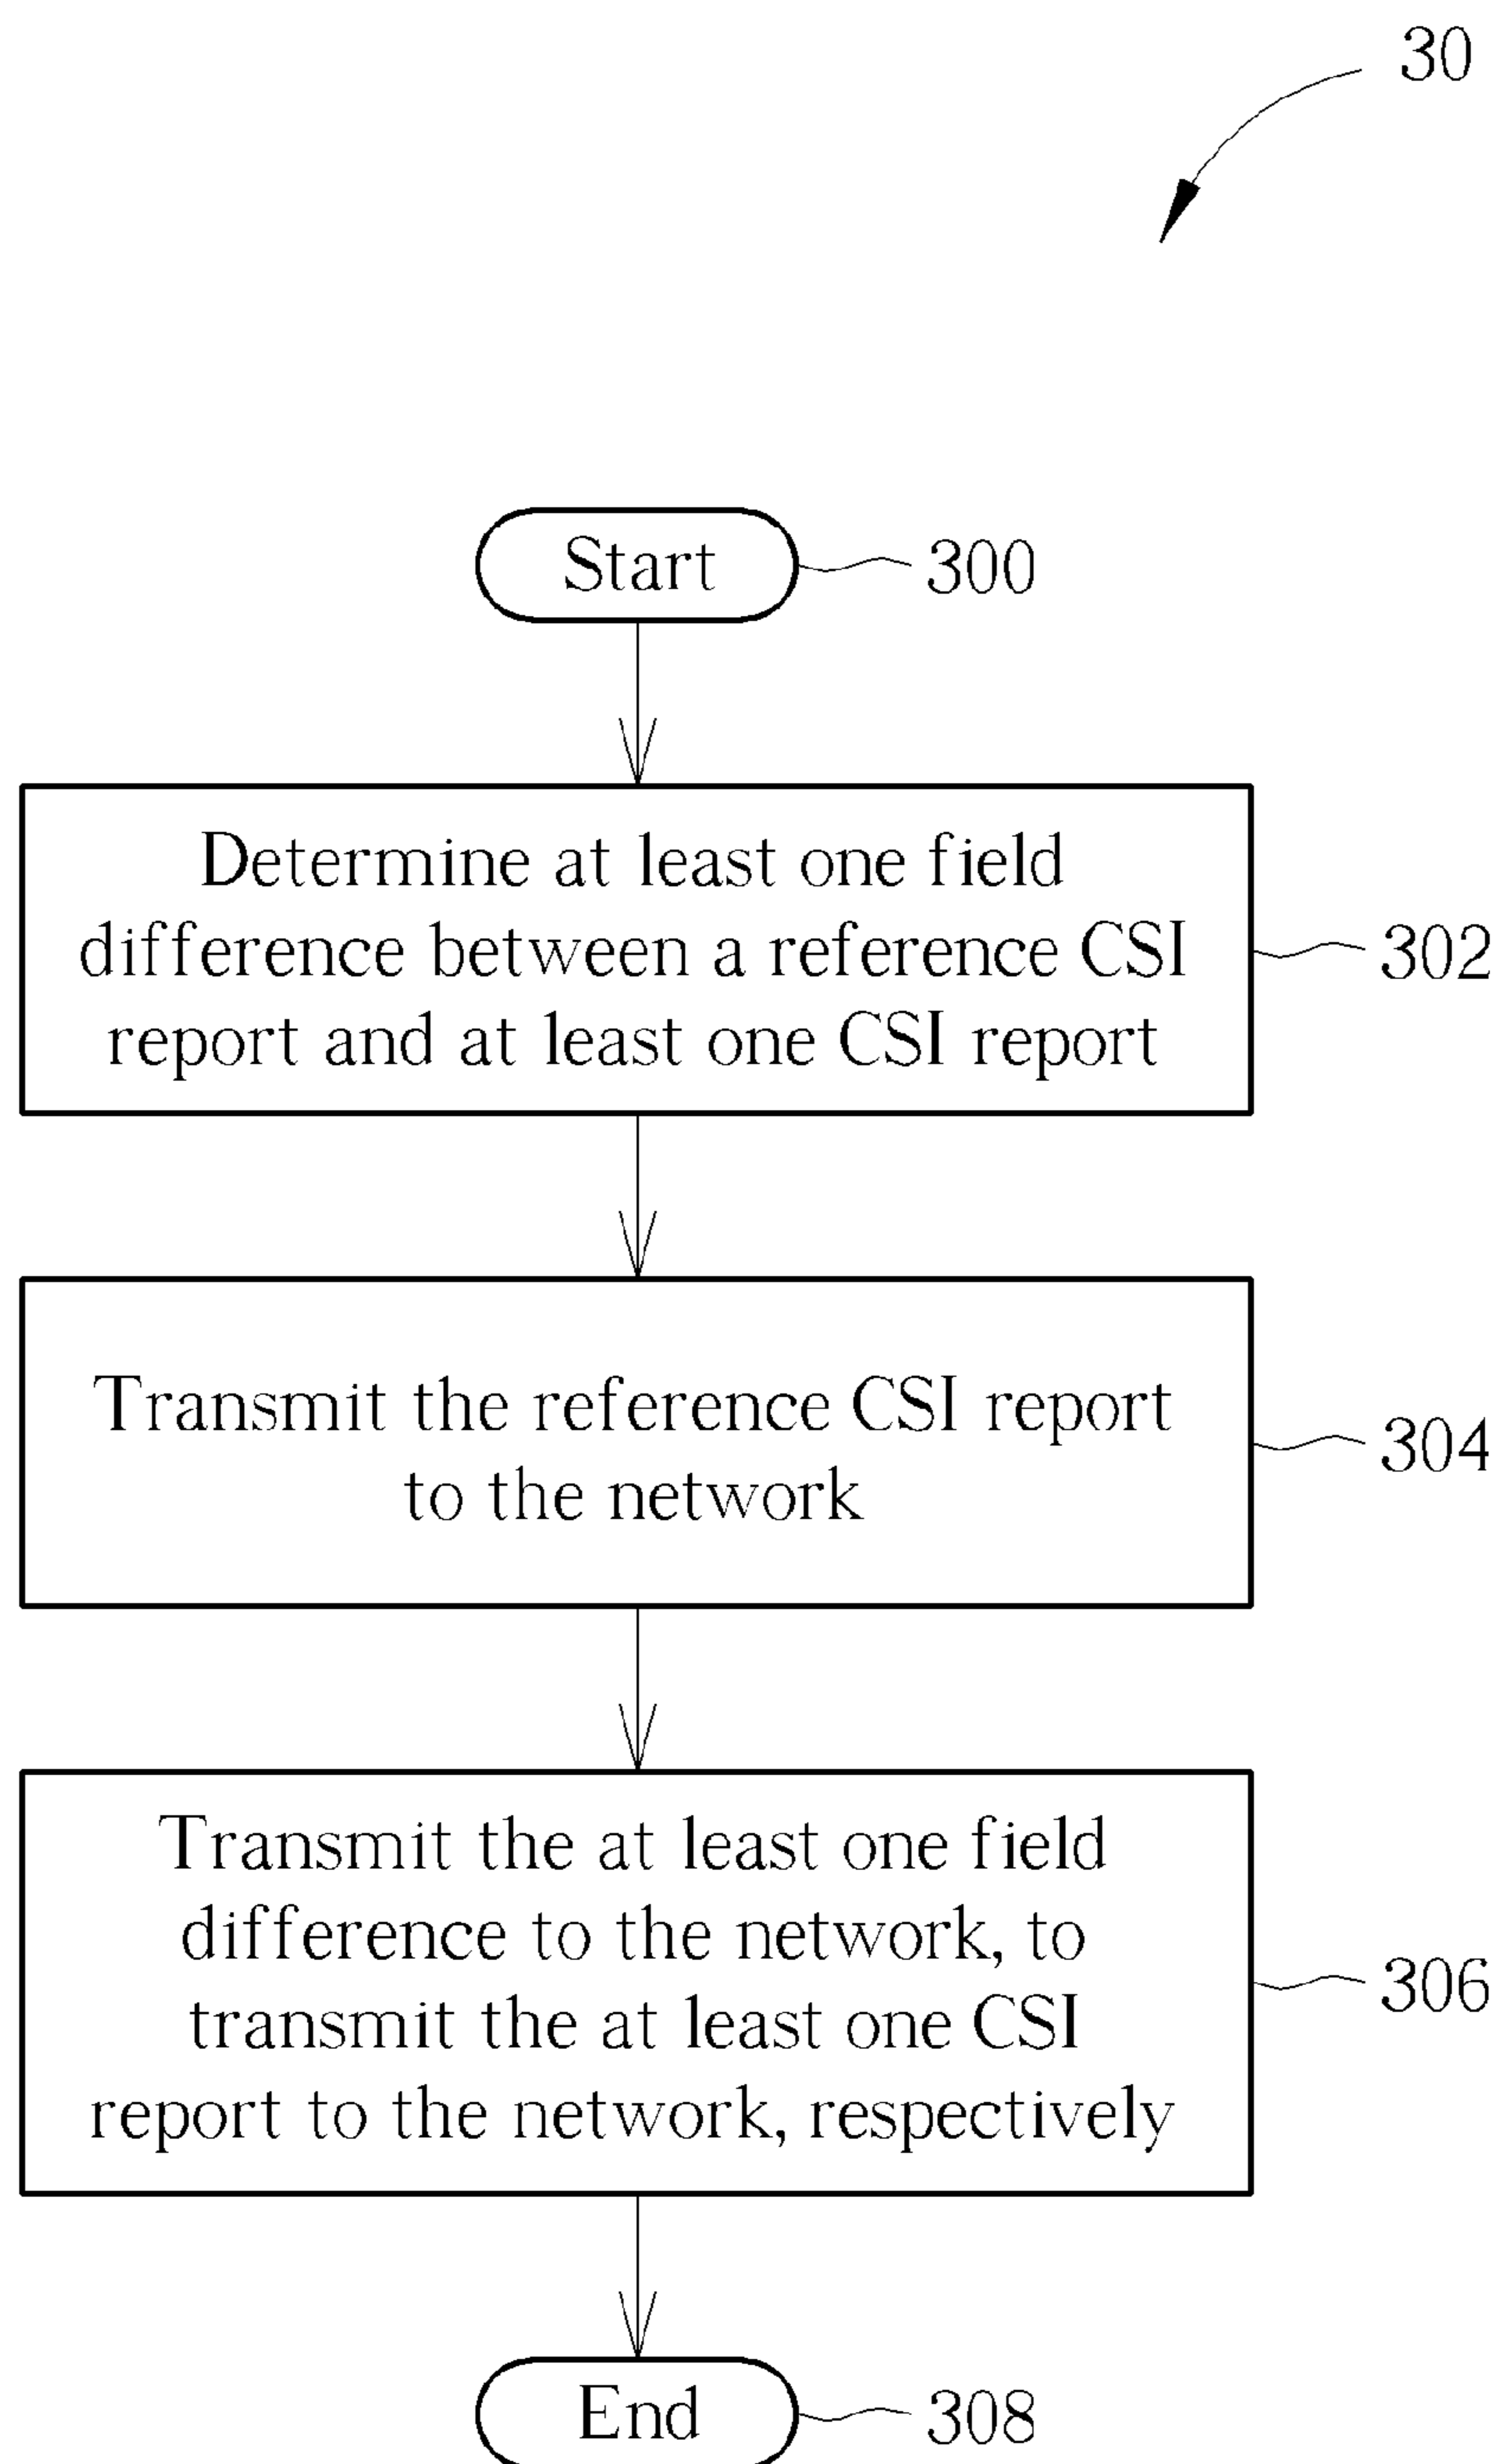 30
Start
300
Determine at least one field
difference between a reference CSI
report and at least one CSI report
302
Transmit the reference CSI report
to the network
304
Transmit the at least one field
difference to the network, to
transmit the at least one CSI
report to the network, respectively
306
End
308